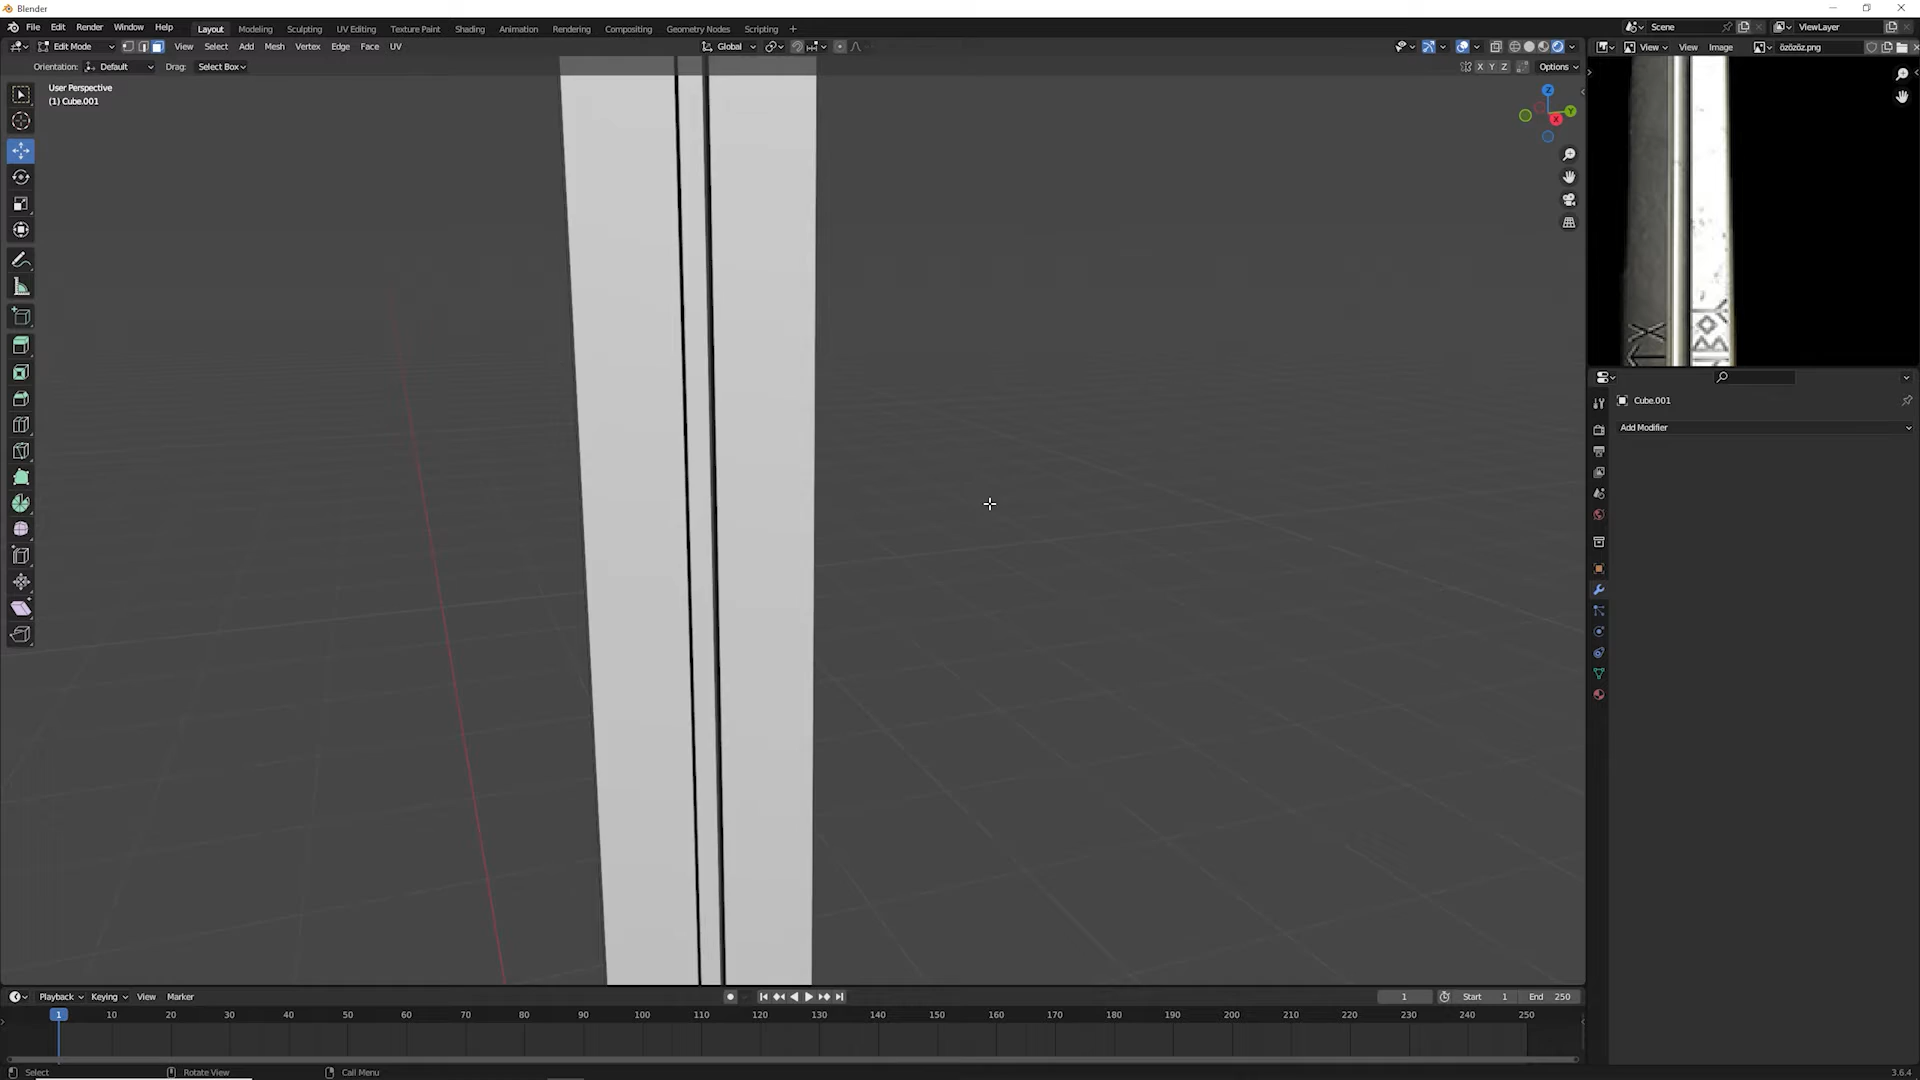 Blender
File Edit Render Window Help
Layout Modeling Sculpting UV Editing Texture Paint Shading Animation Rendering Compositing Geometry Nodes Scripting +
Scene
ViewLayer
Edit Mode View Select Add Mesh Vertex Edge Face UV
Global
View View Image özözöz.png
Orientation: Default Drag: Select Box
X Y Z Options
User Perspective
(1) Cube.001
Z
Y
X
Cube.001
Add Modifier
Playback Keying View Marker
1 Start 1 End 250
1 10 20 30 40 50 60 70 80 90 100 110 120 130 140 150 160 170 180 190 200 210 220 230 240 250
Select Rotate View Call Menu
3.6.4